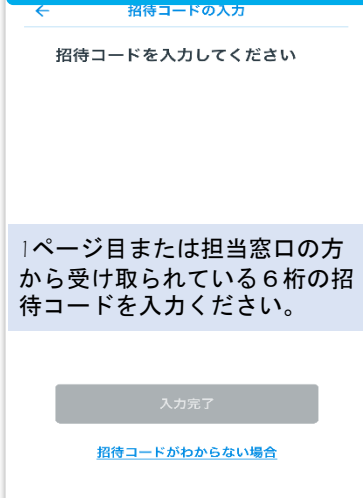 ← 招待コードの入力
招待コードを入力してください
1ページ目または担当窓口の方
から受け取られている６桁の招
待コードを入力ください。
入力完了
招待コードがわからない場合